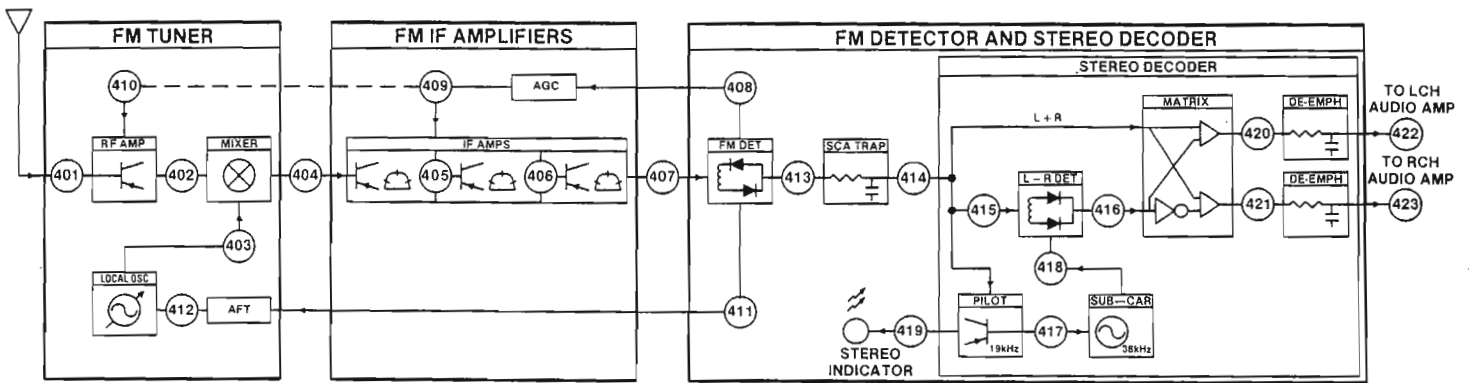 FM TUNER
FM IF AMPLIFIERS
FM DETECTOR AND STEREO DECODER
STEREO DECODER
410
409
AGC
408
MATRIX
DE-EMPH
TO LCH
AUDIO AMP
L+R
RF AMP
MIXER
IF AMPS
FM DET
SCA TRAP
420
422
401
402
404
405
406
407
413
414
TO RCH
AUDIO AMP
L-R DET
DE-EMPH
415
416
421
423
403
418
LOCAL OSC
PILOT
SUB-CAR
412
AFT
411
419
19kHz
417
38kHz
STEREO
INDICATOR